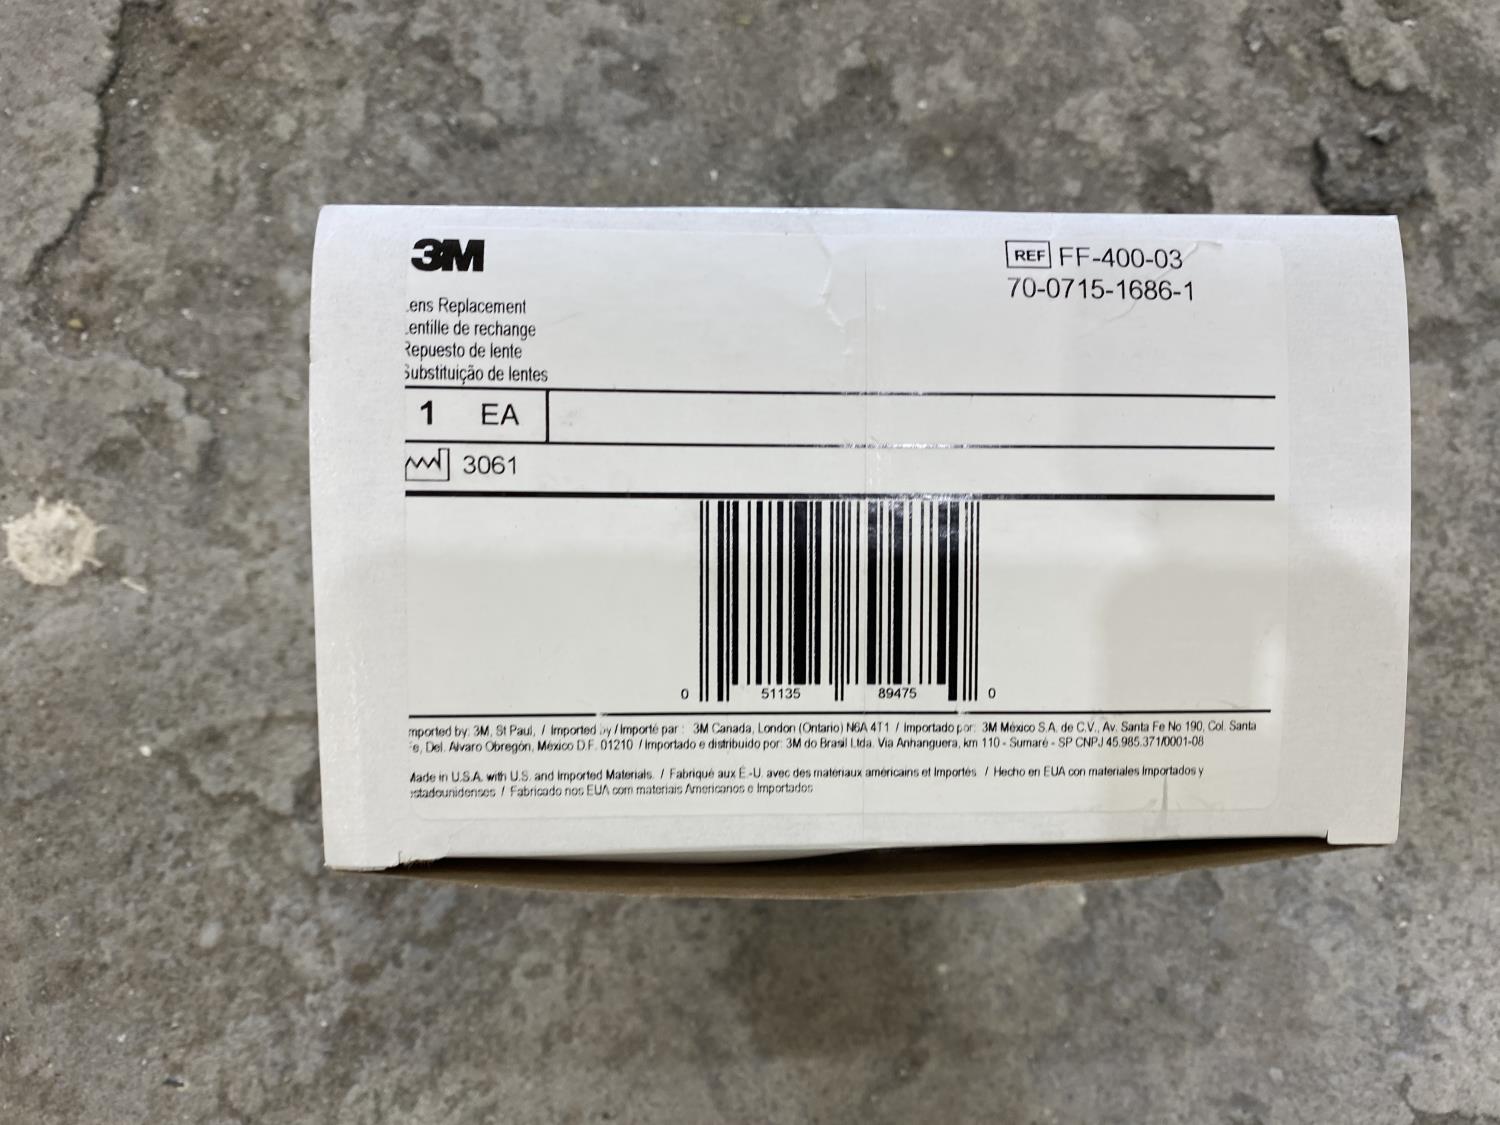 3M
REF FF-400-03
70-0715-1686-1
ens Replacement
entille de rechange
Repuesto de lente
Substituição de lentes
1 EA
3061
0 51135 89475 0
mported by: 3M, St Paul, / Imported by / Importé par : 3M Canada, London (Ontario) N6A 4T1 / Importado por: 3M México S.A. de C.V., Av. Santa Fe No 190, Col. Santa
e, Del. Alvaro Obregón, México D.F. 01210 / Importado e distribuido por: 3M do Brasil Ltda. Via Anhanguera, km 110 - Sumaré - SP CNPJ 45.985.371/0001-08
Made in U.S.A. with U.S. and Imported Materials. / Fabriqué aux É.-U. avec des matériaux américains et Importés / Hecho en EUA con materiales Importados y
estadounidenses / Fabricado nos EUA com materiais Americanos e Importados